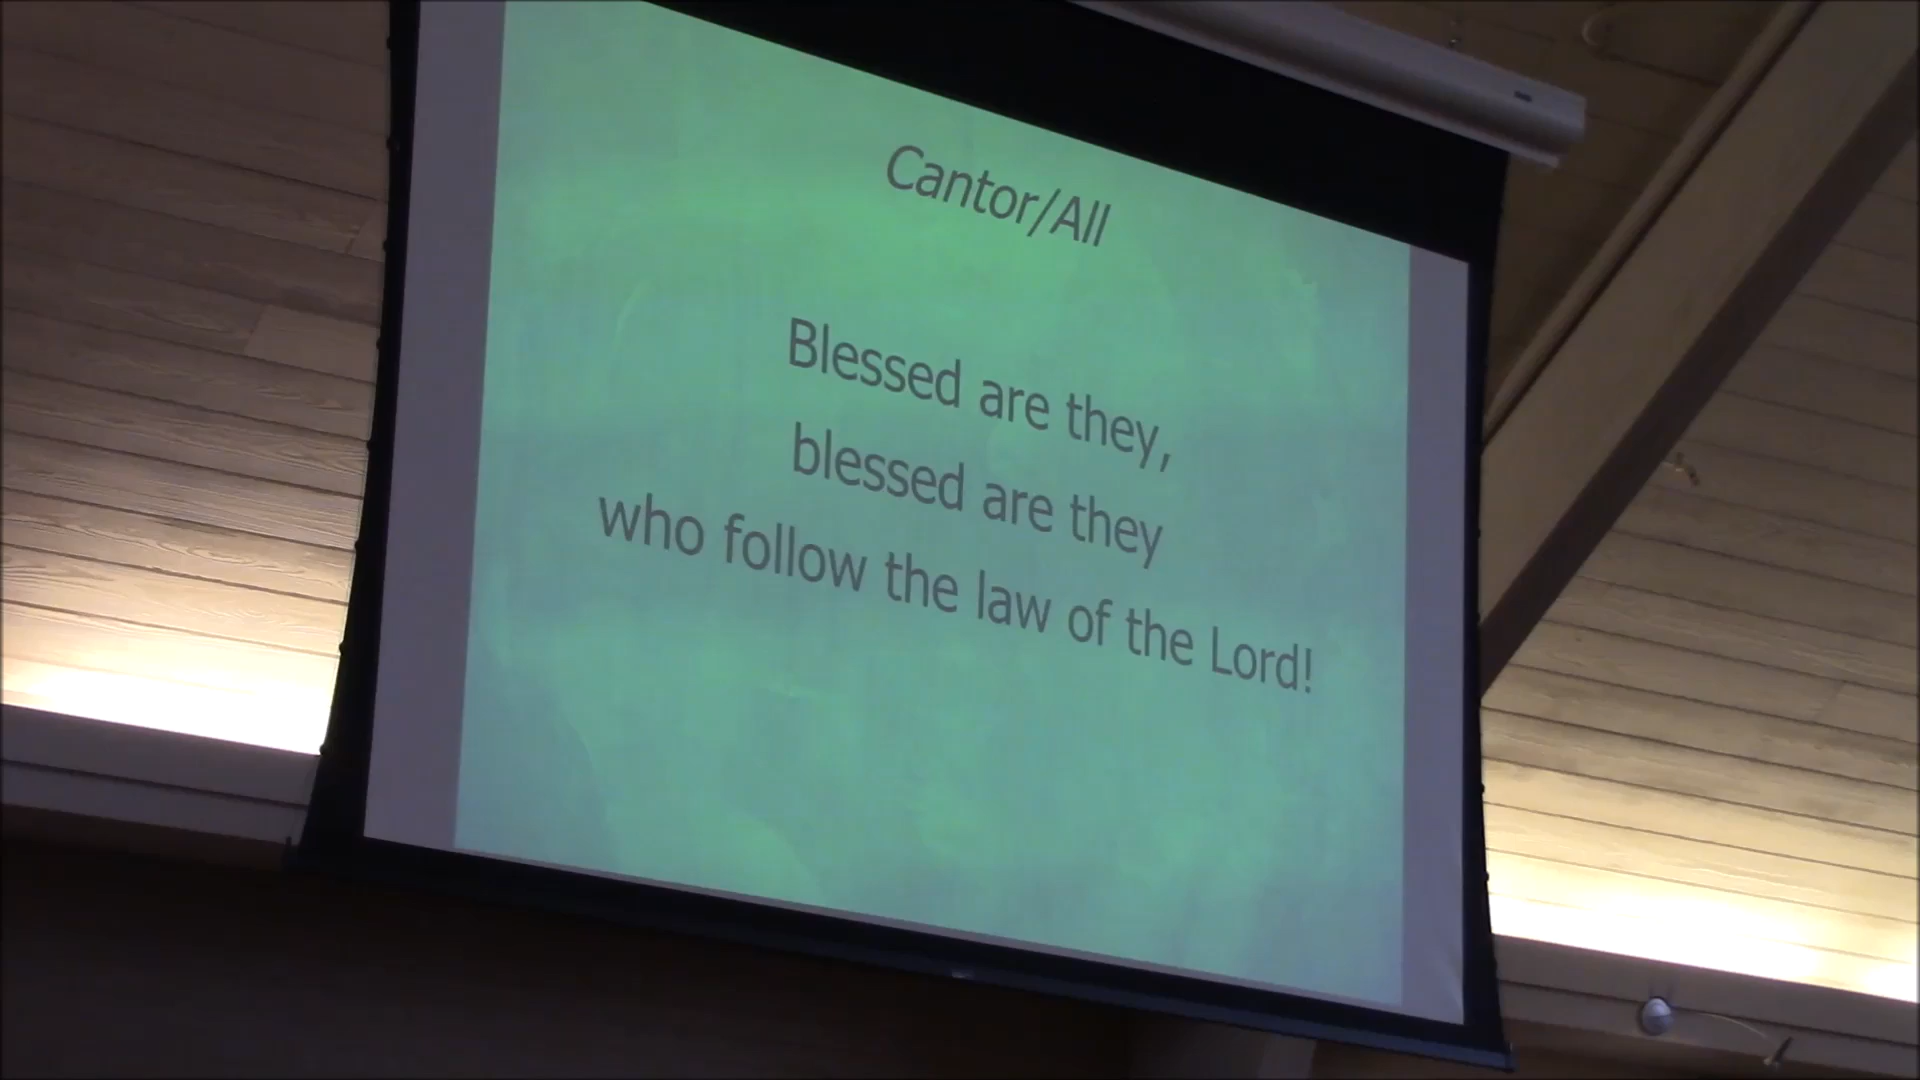 Cantor/All
Blessed are they,
blessed are they
who follow the law of the Lord!